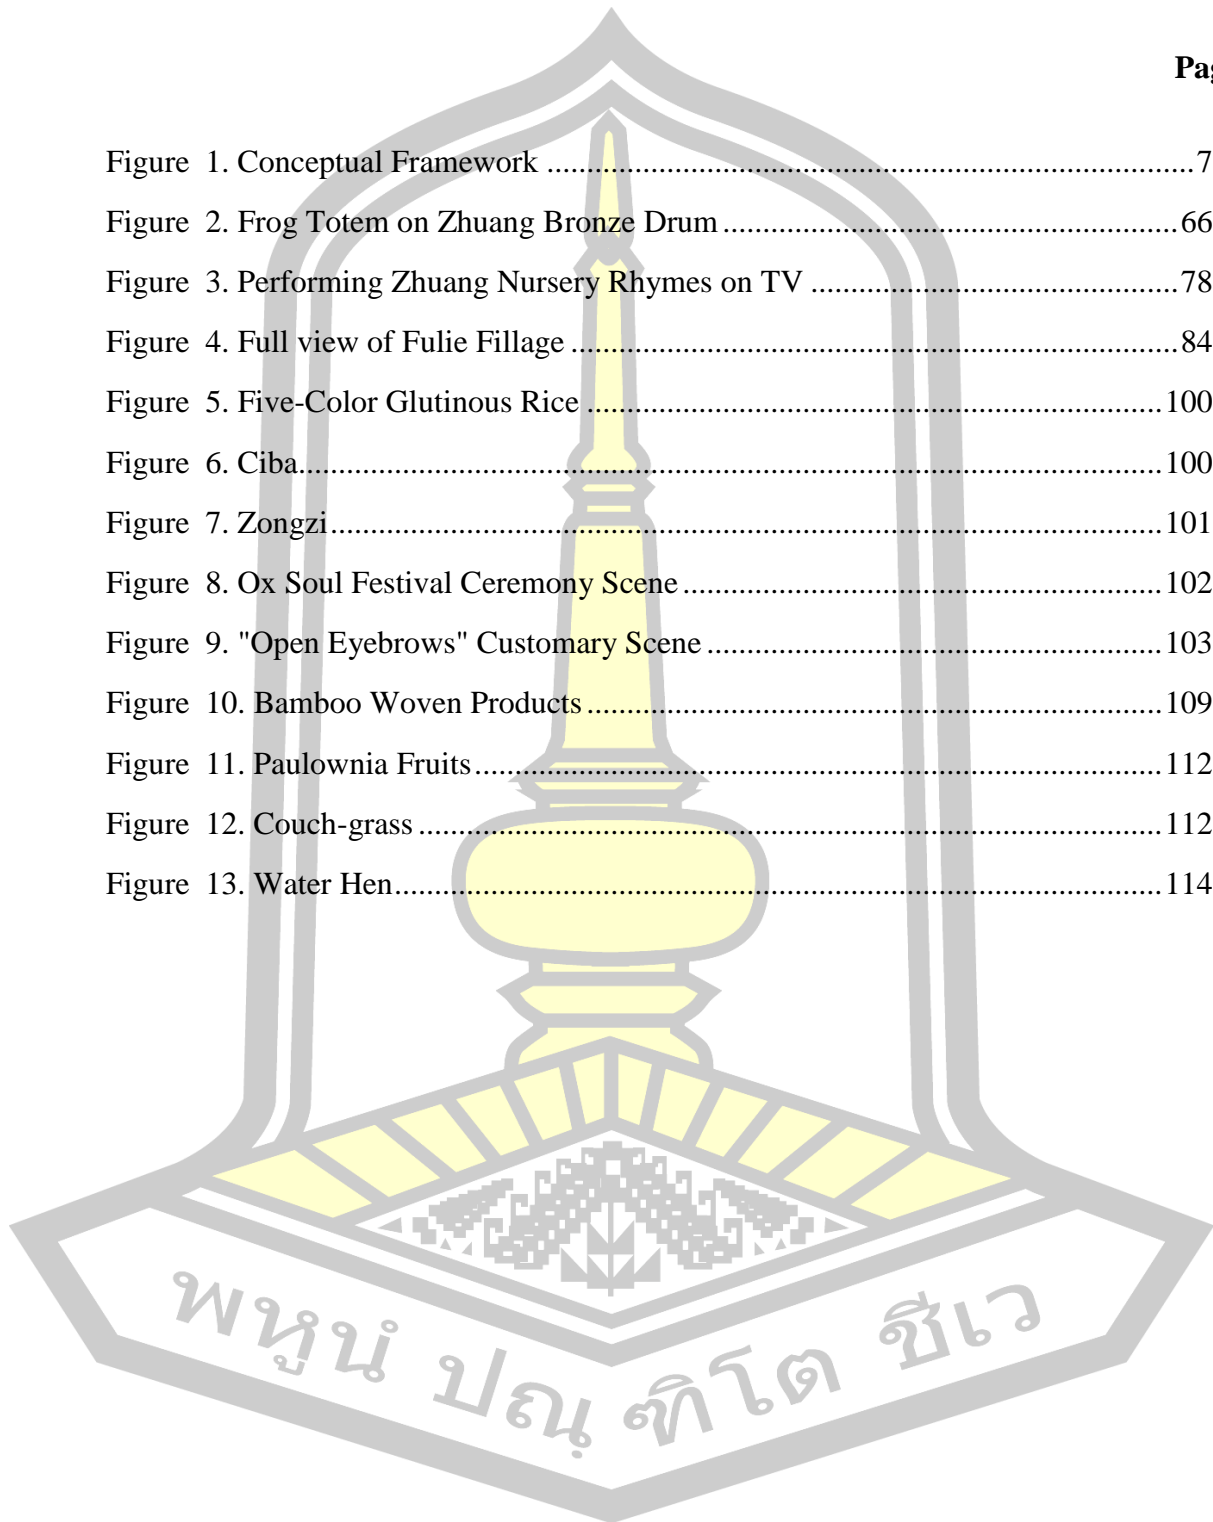 Pag
Figure 1. Conceptual Framework ................................................................................7
Figure 2. Frog Totem on Zhuang Bronze Drum ........................................................66
Figure 3. Performing Zhuang Nursery Rhymes on TV .............................................78
Figure 4. Full view of Fulie Fillage ...........................................................................84
Figure 5. Five-Color Glutinous Rice .......................................................................100
Figure 6. Ciba..........................................................................................................100
Figure 7. Zongzi.......................................................................................................101
Figure 8. Ox Soul Festival Ceremony Scene ...........................................................102
Figure 9. "Open Eyebrows" Customary Scene ........................................................103
Figure 10. Bamboo Woven Products .......................................................................109
Figure 11. Paulownia Fruits.....................................................................................112
Figure 12. Couch-grass ............................................................................................112
Figure 13. Water Hen...............................................................................................114
พหูนํ ปณฺฑิโต ชีเว